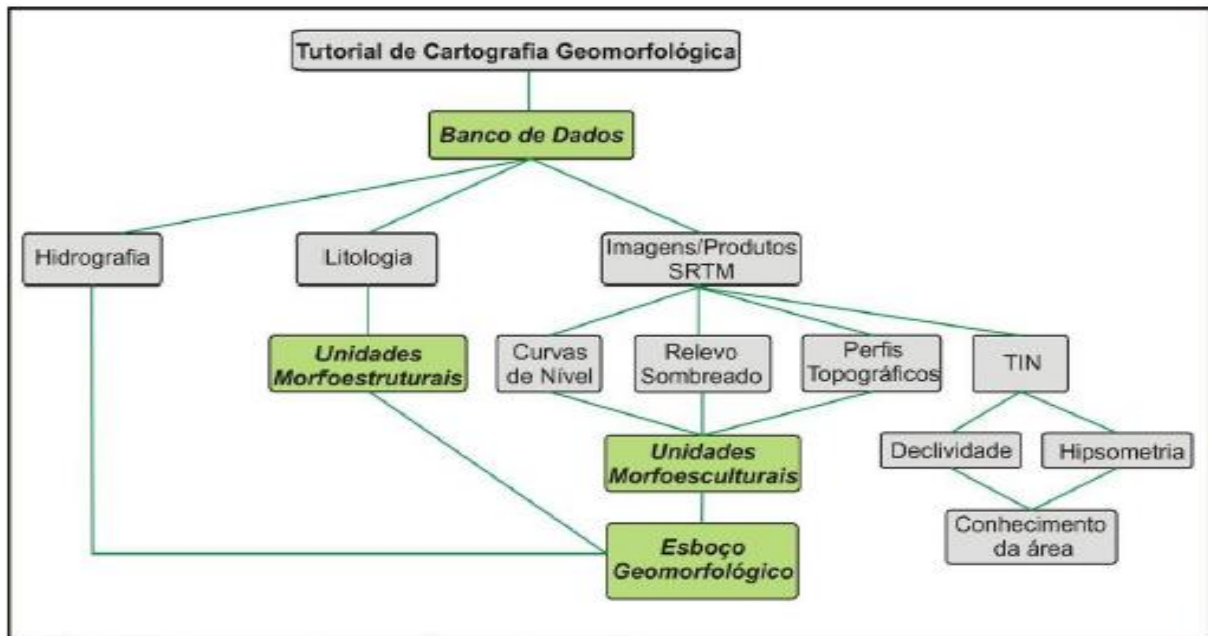 Tutorial de Cartografia Geomorfológica
Banco de Dados
Hidrografia
Litologia
Imagens/Produtos
SRTM
Unidades
Morfoestruturais
Curvas
de Nível
Relevo
Sombreado
Perfis
Topográficos
TIN
Unidades
Morfoesculturais
Declividade
Hipsometria
Esboço
Geomorfológico
Conhecimento
da área